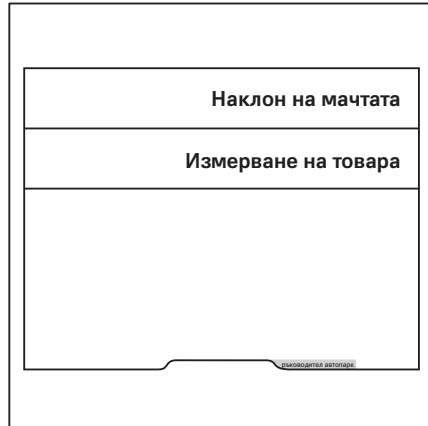 Наклон на мачтата
Измерване на товара
ръководител автопарк